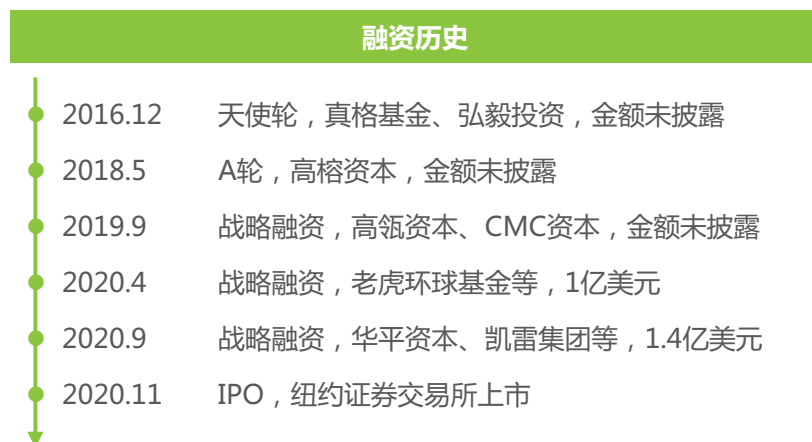 融资历史
2016.12 天使轮，真格基金、弘毅投资，金额未披露
2018.5 A轮，高榕资本，金额未披露
2019.9 战略融资，高瓴资本、CMC资本，金额未披露
2020.4 战略融资，老虎环球基金等，1亿美元
2020.9 战略融资，华平资本、凯雷集团等，1.4亿美元
2020.11 IPO，纽约证券交易所上市